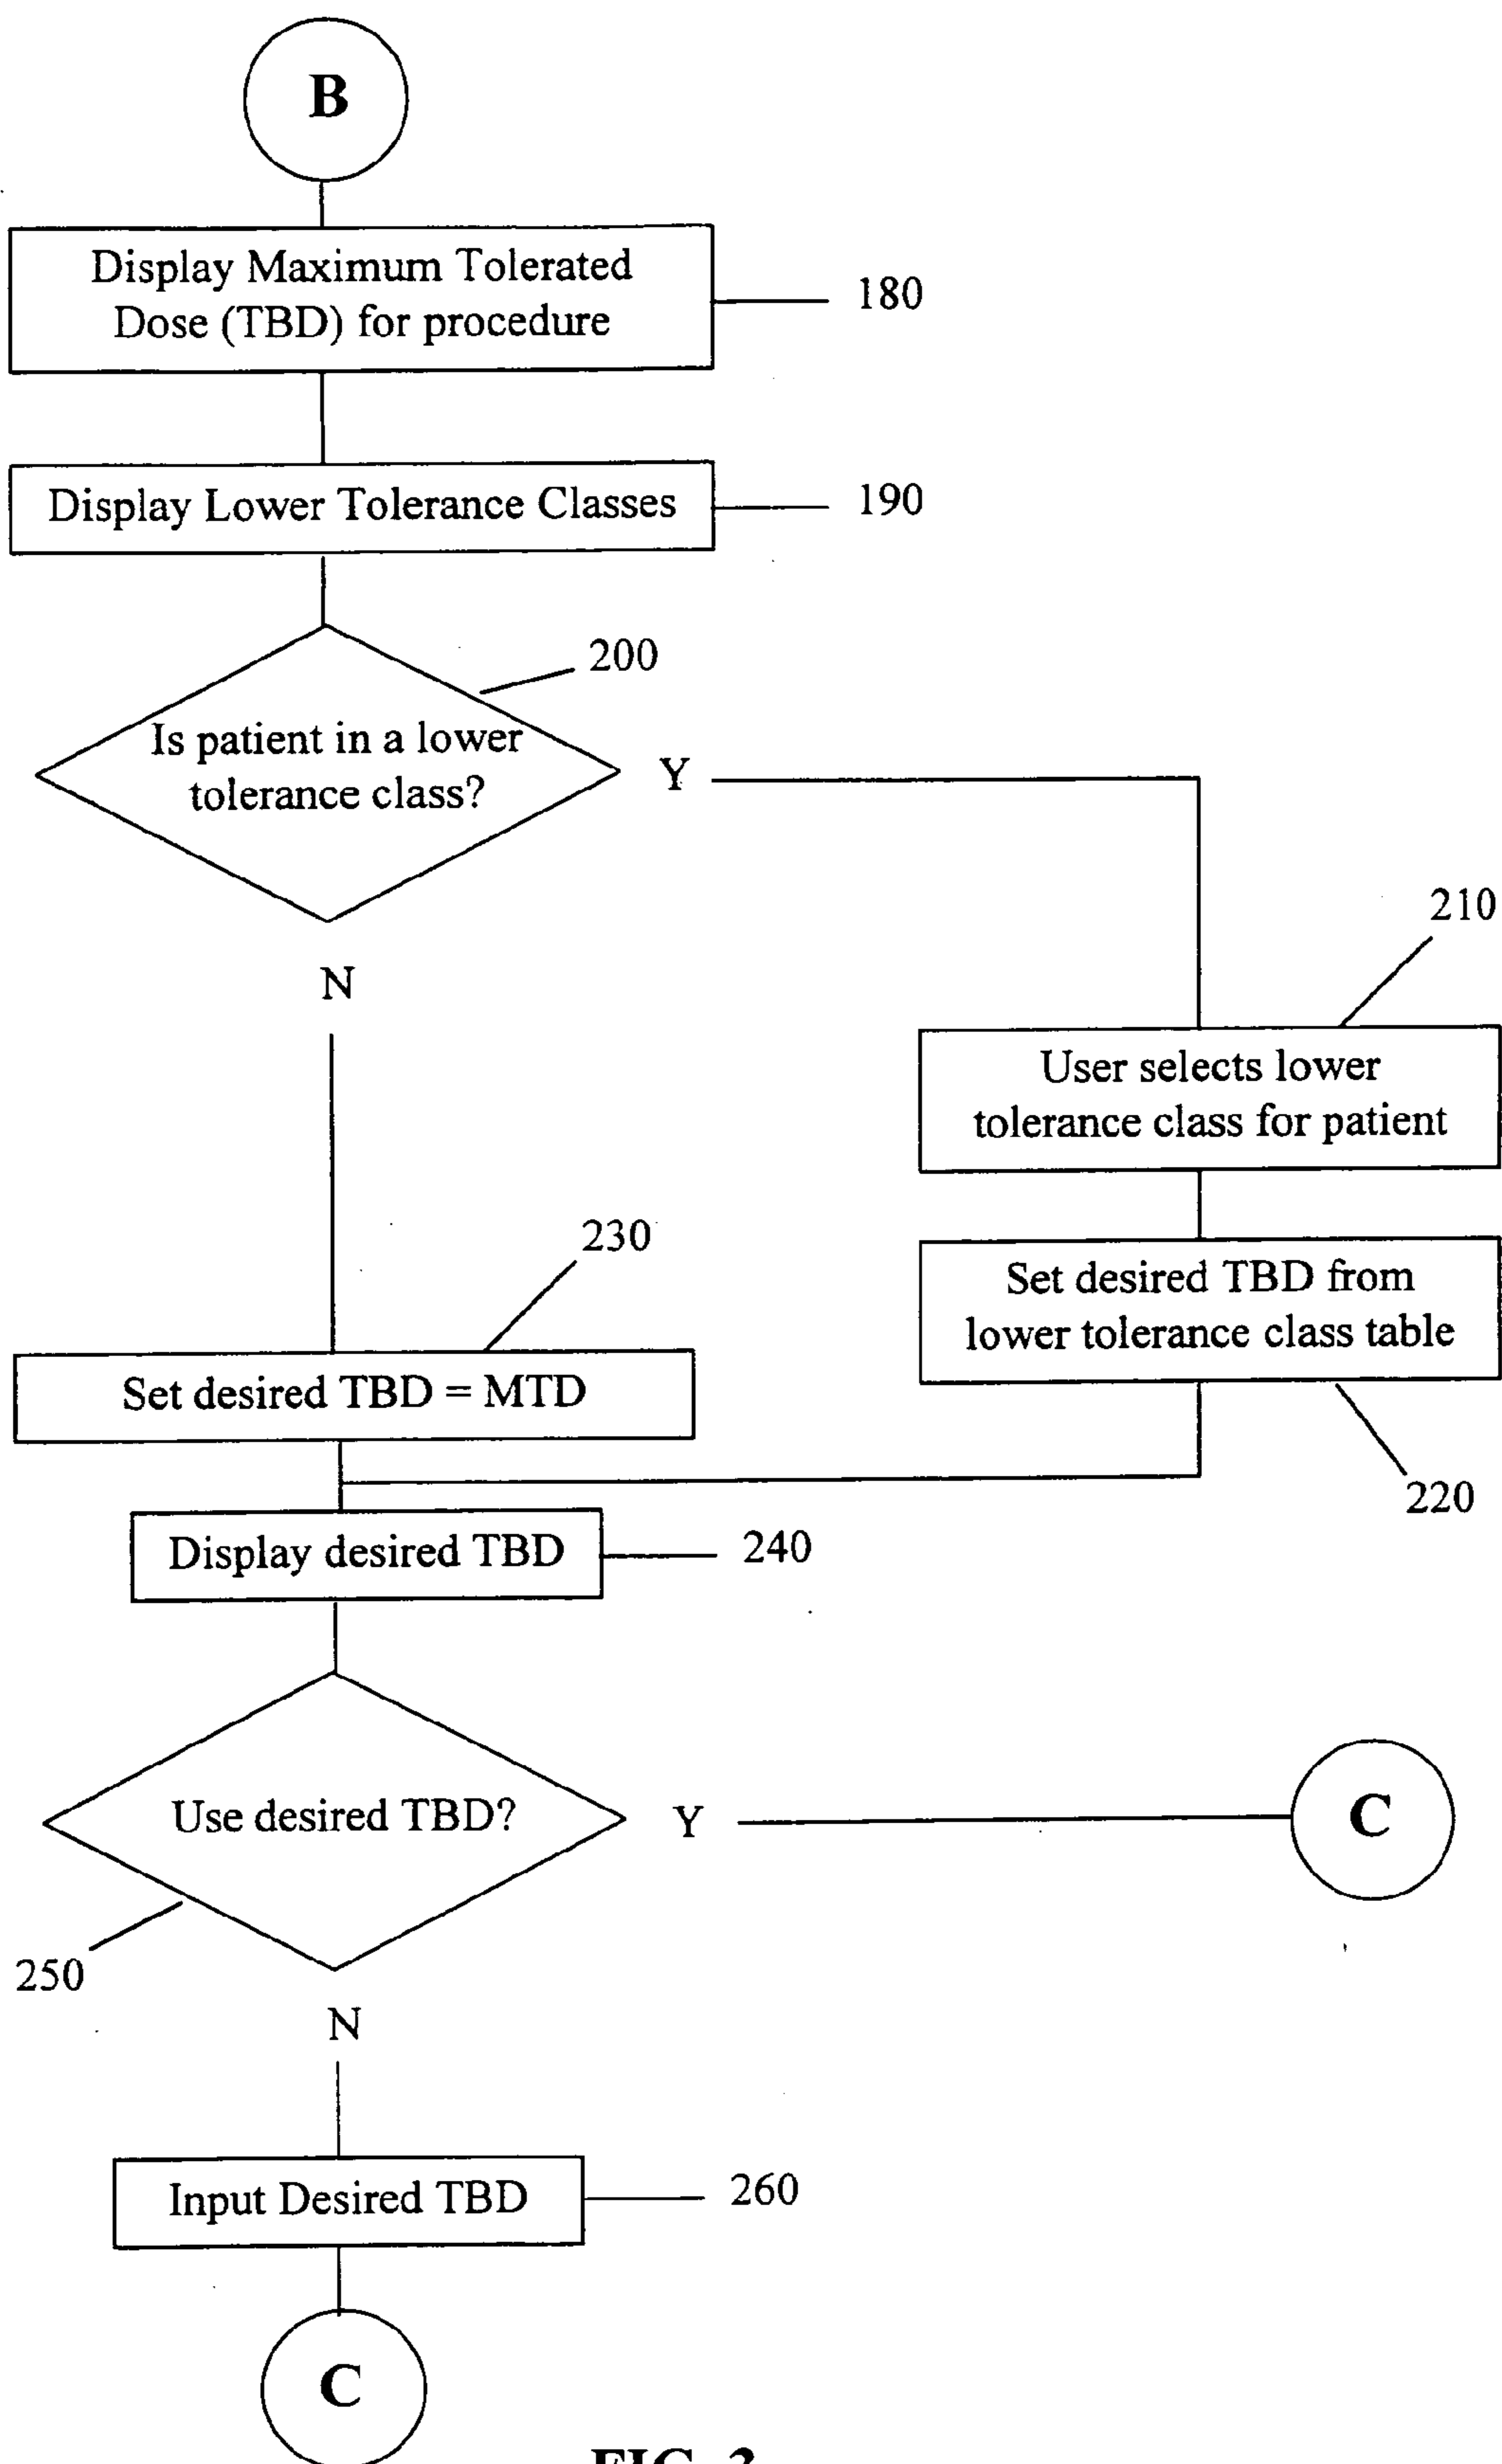 B
Display Maximum Tolerated
Dose (TBD) for procedure
180
Display Lower Tolerance Classes
190
200
Is patient in a lower
tolerance class?
Y
N
210
User selects lower
tolerance class for patient
Set desired TBD from
lower tolerance class table
220
230
Set desired TBD = MTD
Display desired TBD
240
Use desired TBD?
Y
C
250
N
Input Desired TBD
260
C